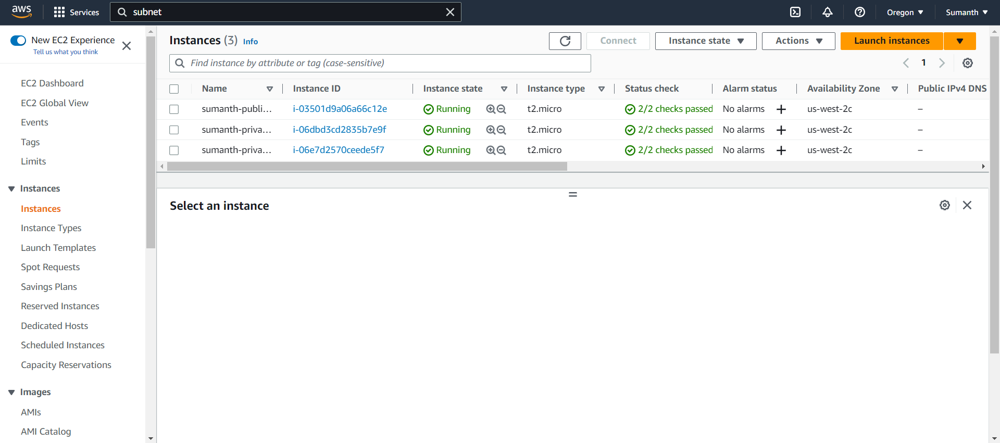 aws Services subnet Oregon Sumanth
New EC2 Experience
Tell us what you think
EC2 Dashboard
EC2 Global View
Events
Tags
Limits
Instances
Instances
Instance Types
Launch Templates
Spot Requests
Savings Plans
Reserved Instances
Dedicated Hosts
Scheduled Instances
Capacity Reservations
Images
AMIs
AMI Catalog
Instances (3) Info Connect Instance state Actions Launch instances
Find instance by attribute or tag (case-sensitive) 1
Name Instance ID Instance state Instance type Status check Alarm status Availability Zone Public IPv4 DNS
sumanth-publi... i-03501d9a06a66c12e Running t2.micro 2/2 checks passed No alarms us-west-2c –
sumanth-priva... i-06dbd3cd2835b7e9f Running t2.micro 2/2 checks passed No alarms us-west-2c –
sumanth-priva... i-06e7d2570ceede5f7 Running t2.micro 2/2 checks passed No alarms us-west-2c –
Select an instance